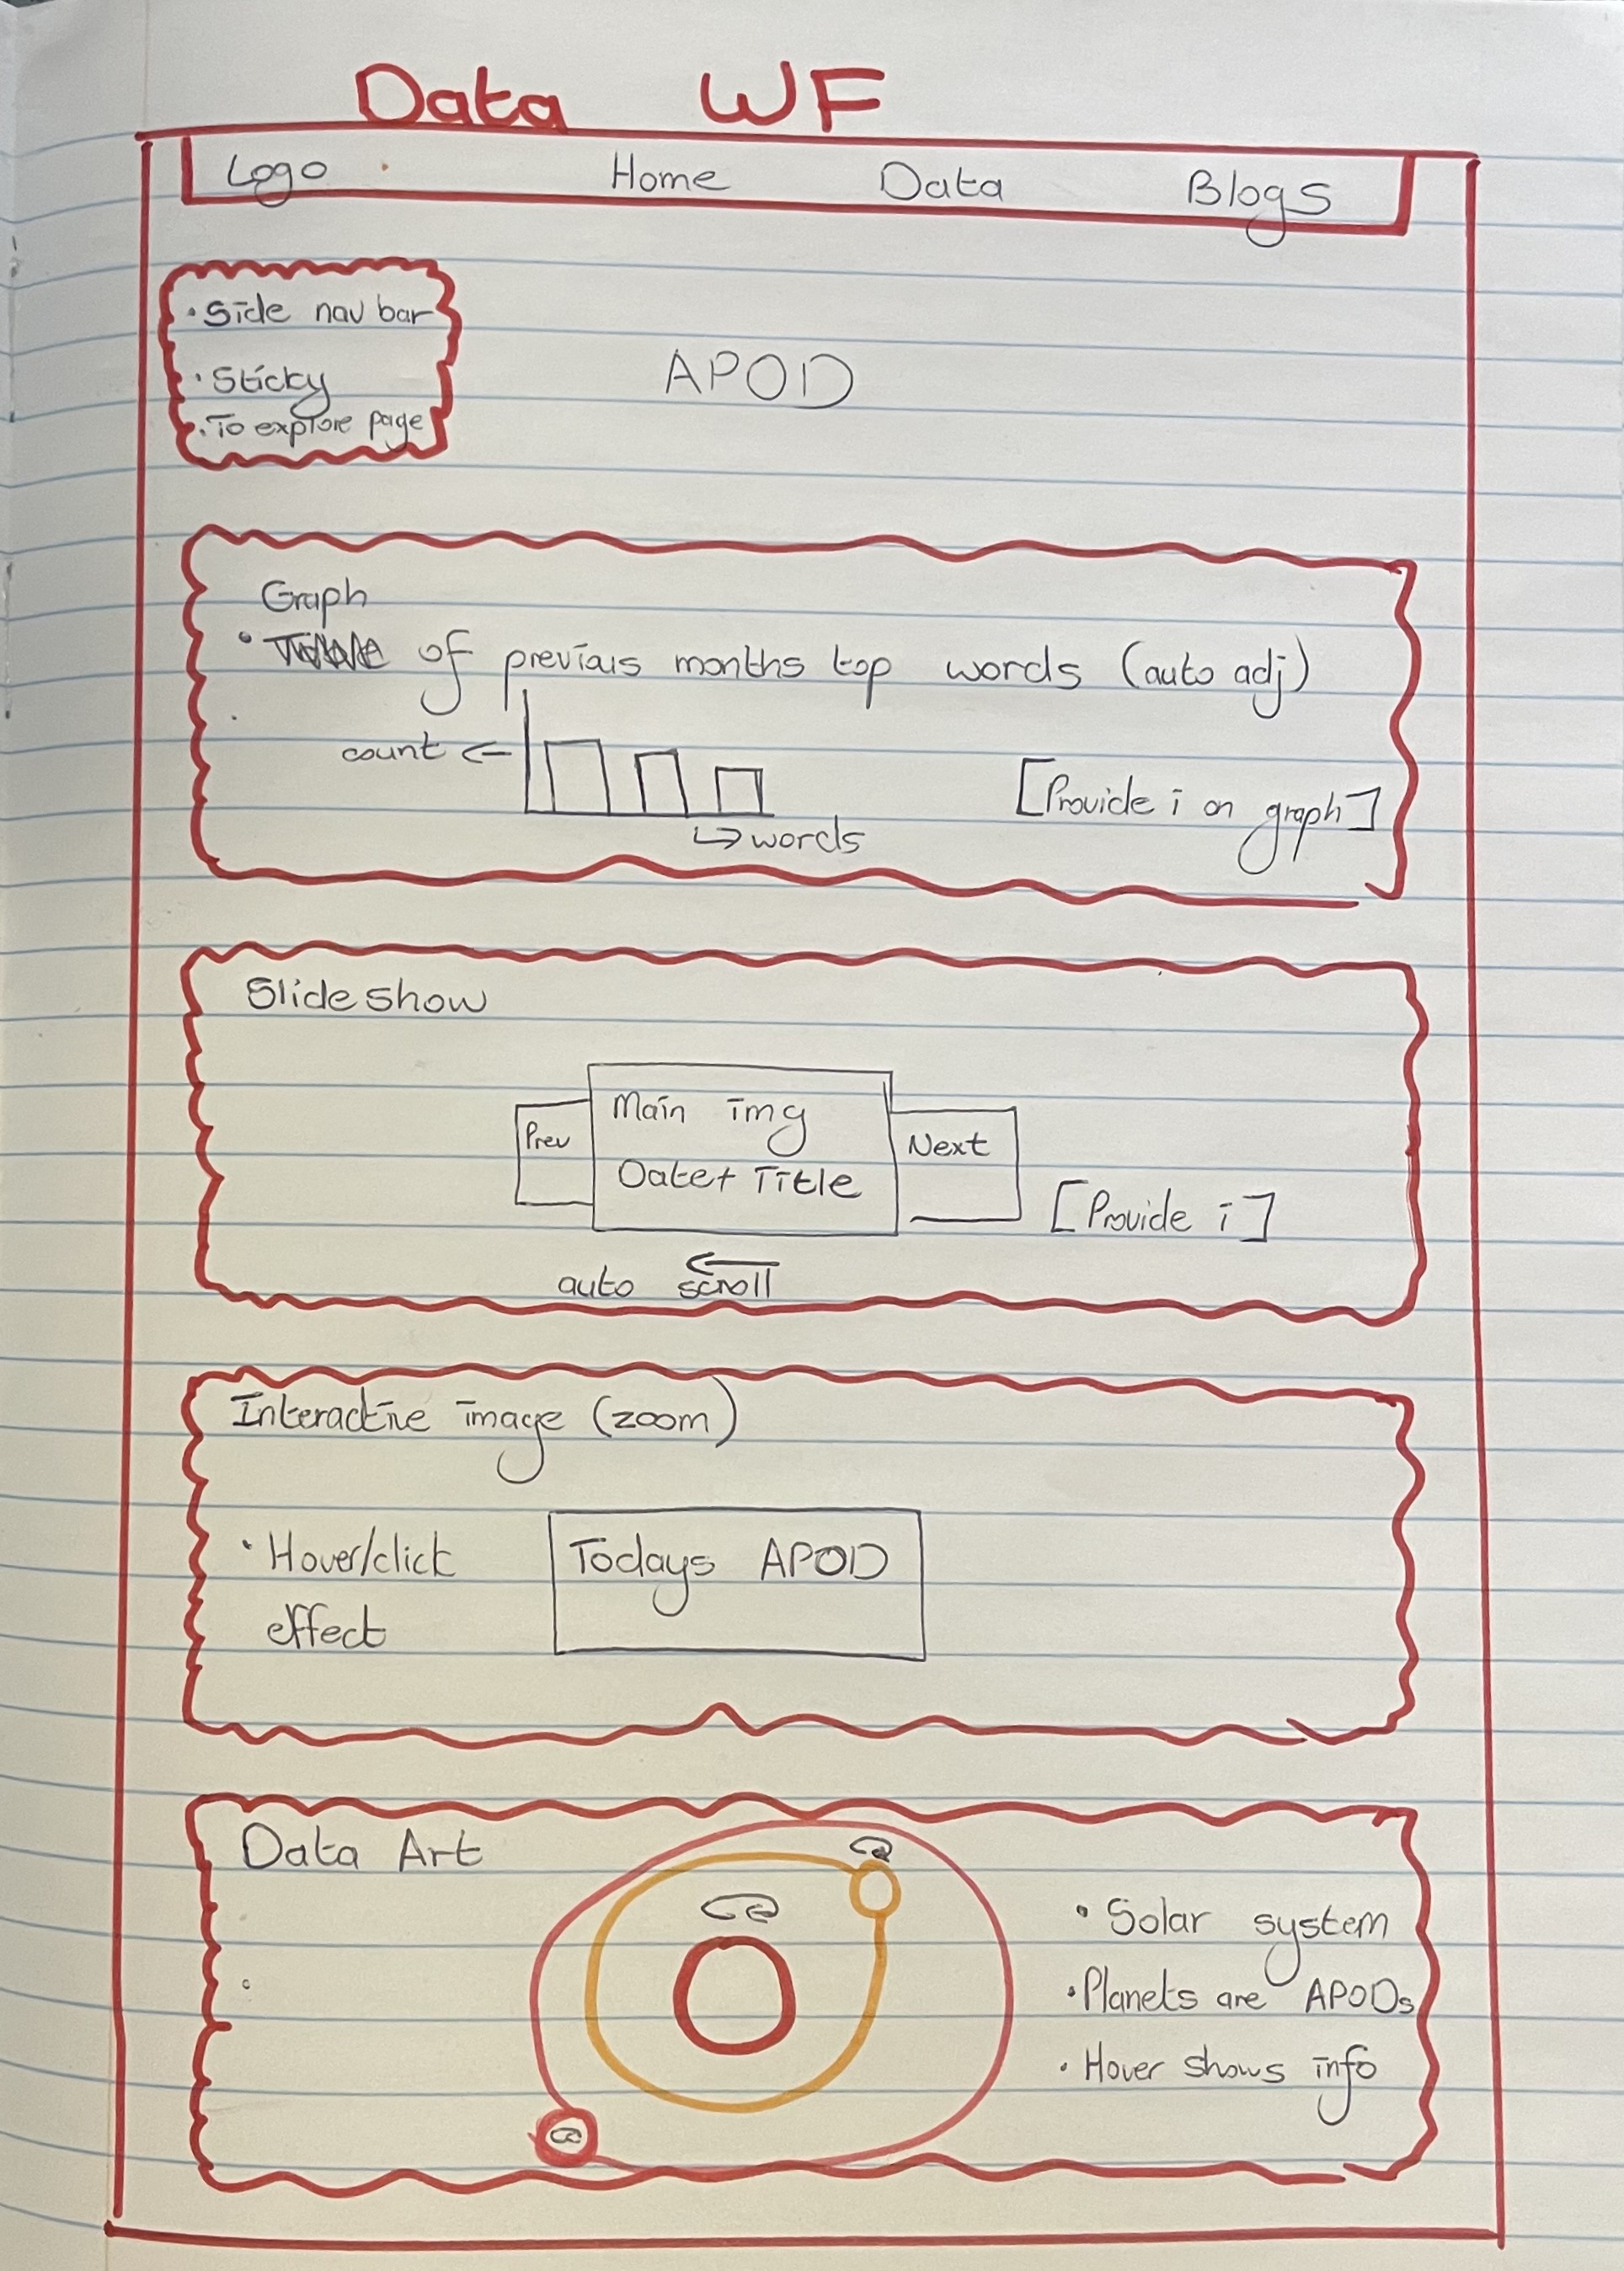 Data WF
Logo Home Data Blogs
• Side nav bar
• Sticky
• To explore page
APOD
Graph
• of previous months top words (auto adj)
count ←
↳ words
[Provide i on graph]
Slide show
Prev
Main img
Date + Title
Next
[Provide i]
auto scroll
←
Interactive image (zoom)
• Hover/click
effect
Todays APOD
Data Art
• Solar system
• Planets are APODs
• Hover shows info